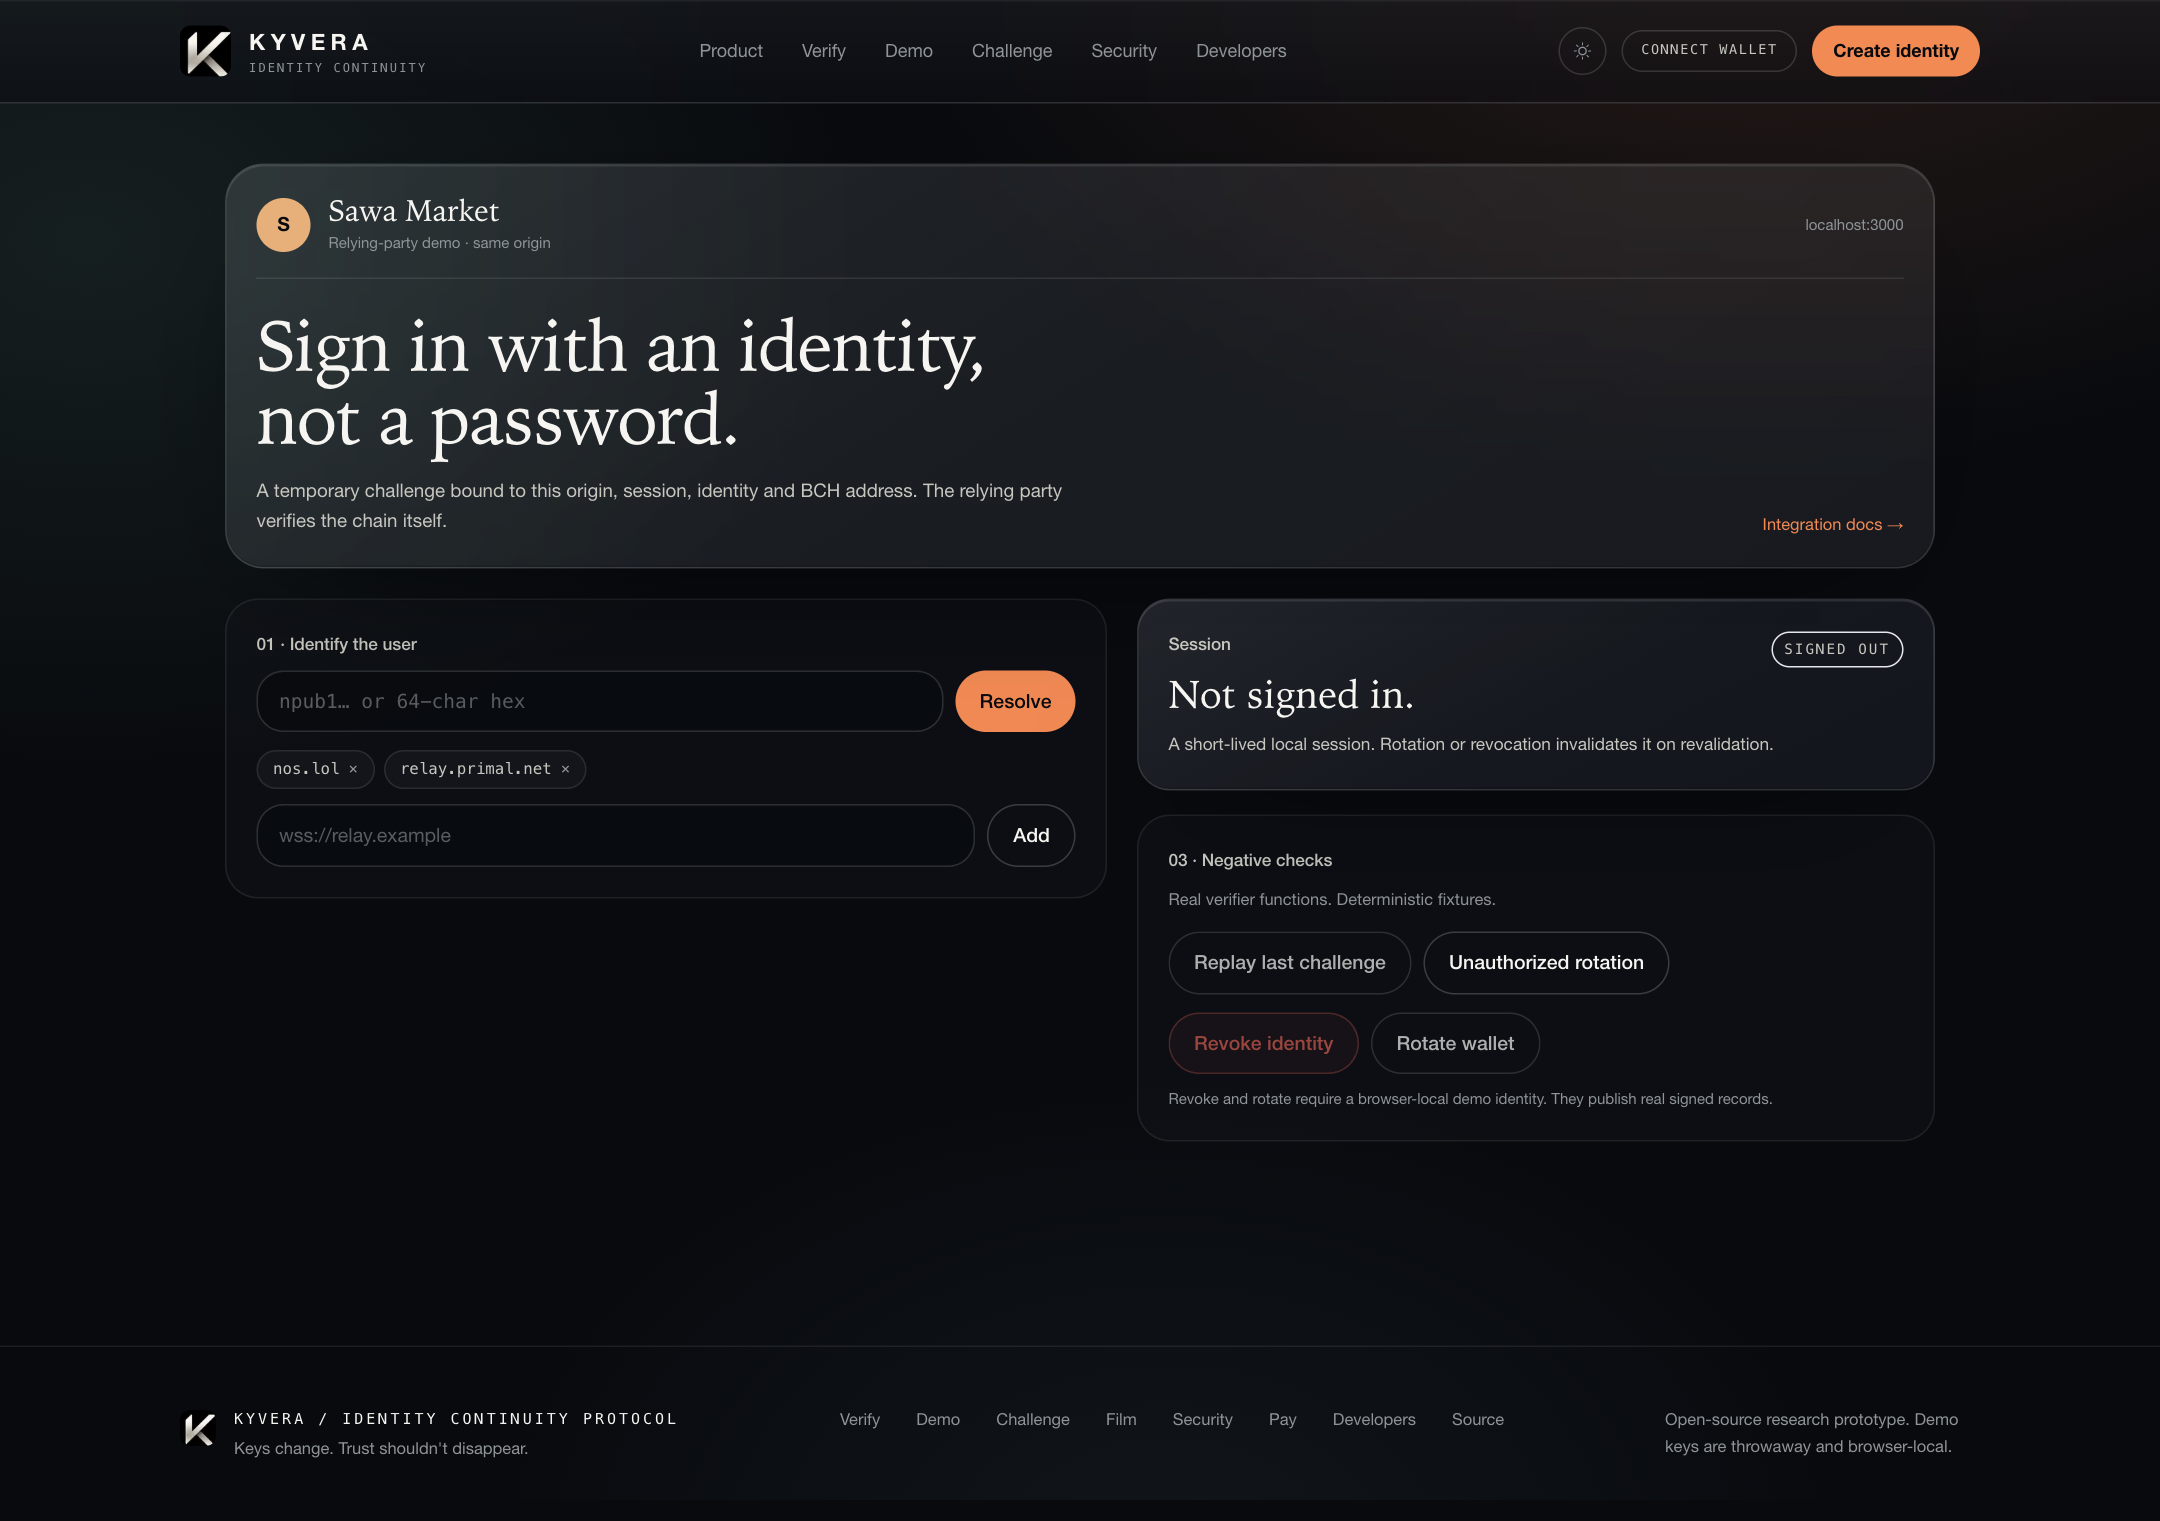 KYVERA
IDENTITY CONTINUITY
Product
Verify
Demo
Challenge
Security
Developers
CONNECT WALLET
Create identity
S
Sawa Market
Relying-party demo · same origin
localhost:3000
Sign in with an identity,
not a password.
A temporary challenge bound to this origin, session, identity and BCH address. The relying party
verifies the chain itself.
Integration docs →
01 · Identify the user
npub1… or 64-char hex
Resolve
nos.lol ×
relay.primal.net ×
wss://relay.example
Add
Session
SIGNED OUT
Not signed in.
A short-lived local session. Rotation or revocation invalidates it on revalidation.
03 · Negative checks
Real verifier functions. Deterministic fixtures.
Replay last challenge
Unauthorized rotation
Revoke identity
Rotate wallet
Revoke and rotate require a browser-local demo identity. They publish real signed records.
KYVERA / IDENTITY CONTINUITY PROTOCOL
Keys change. Trust shouldn't disappear.
Verify
Demo
Challenge
Film
Security
Pay
Developers
Source
Open-source research prototype. Demo
keys are throwaway and browser-local.